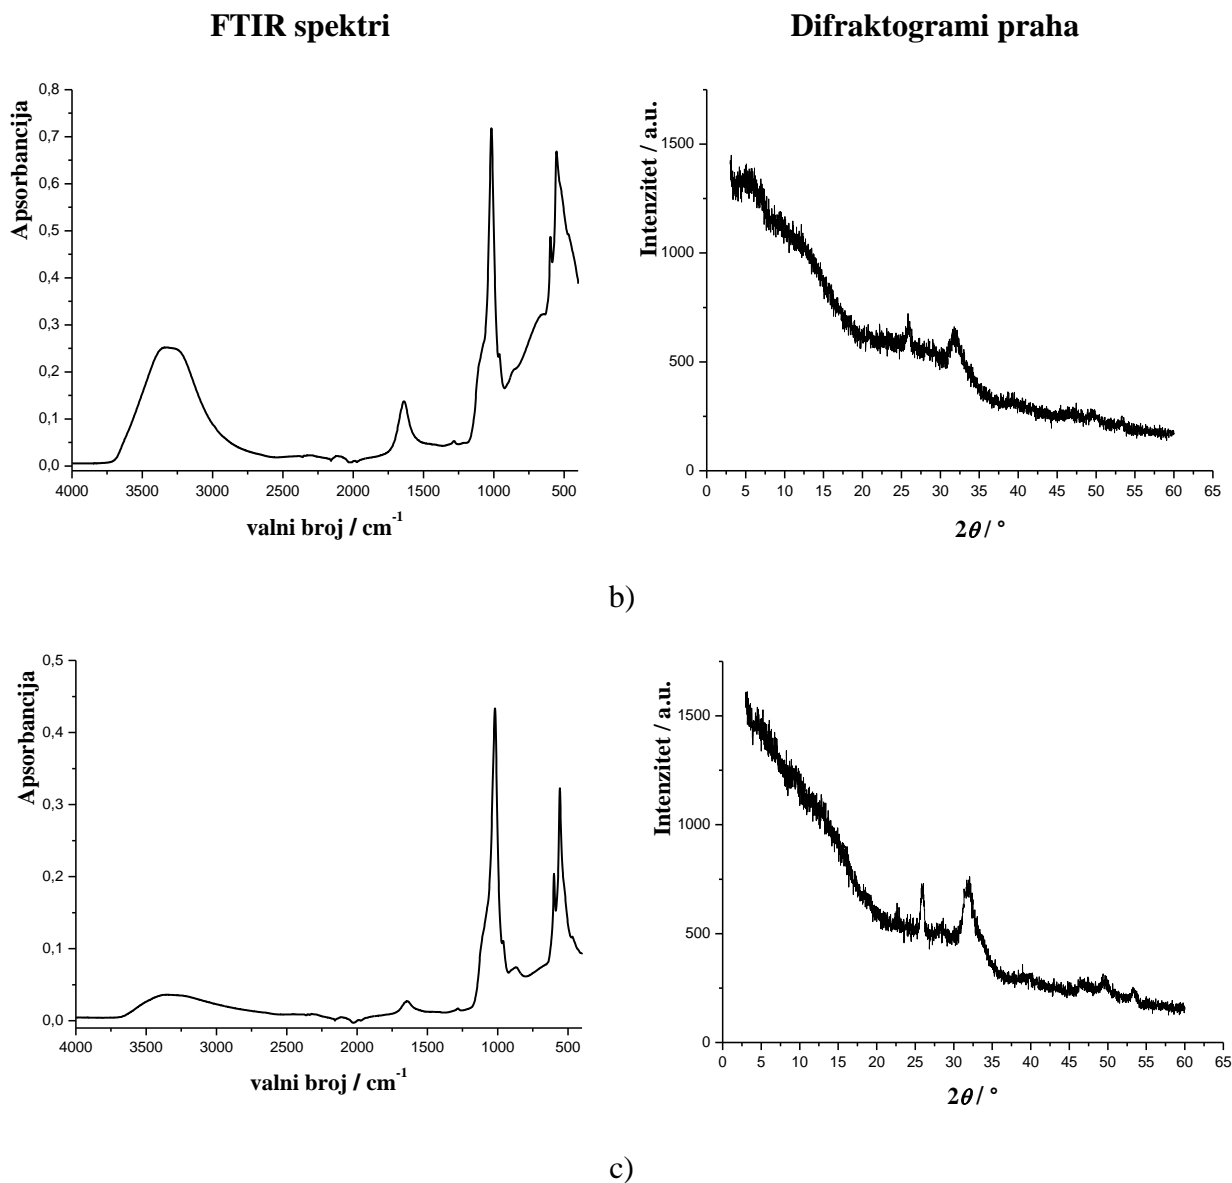 FTIR spektri
Difraktogrami praha
Apsorbancija
0,8
0,7
0,6
0,5
0,4
0,3
0,2
0,1
0,0
4000 3500 3000 2500 2000 1500 1000 500
valni broj / cm⁻¹
Intenzitet / a.u.
1500
1000
500
0
0 5 10 15 20 25 30 35 40 45 50 55 60 65
2θ / °
b)
Apsorbancija
0,5
0,4
0,3
0,2
0,1
0,0
4000 3500 3000 2500 2000 1500 1000 500
valni broj / cm⁻¹
Intenzitet / a.u.
1500
1000
500
0
0 5 10 15 20 25 30 35 40 45 50 55 60 65
2θ / °
c)